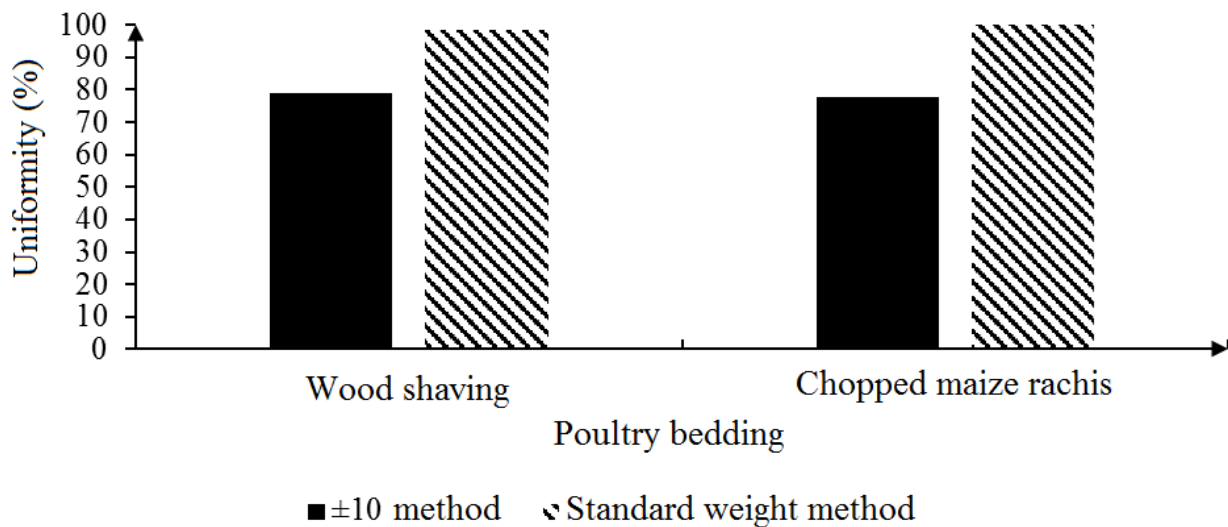 Uniformity (%)
100
90
80
70
60
50
40
30
20
10
0
Wood shaving
Chopped maize rachis
Poultry bedding
±10 method
Standard weight method